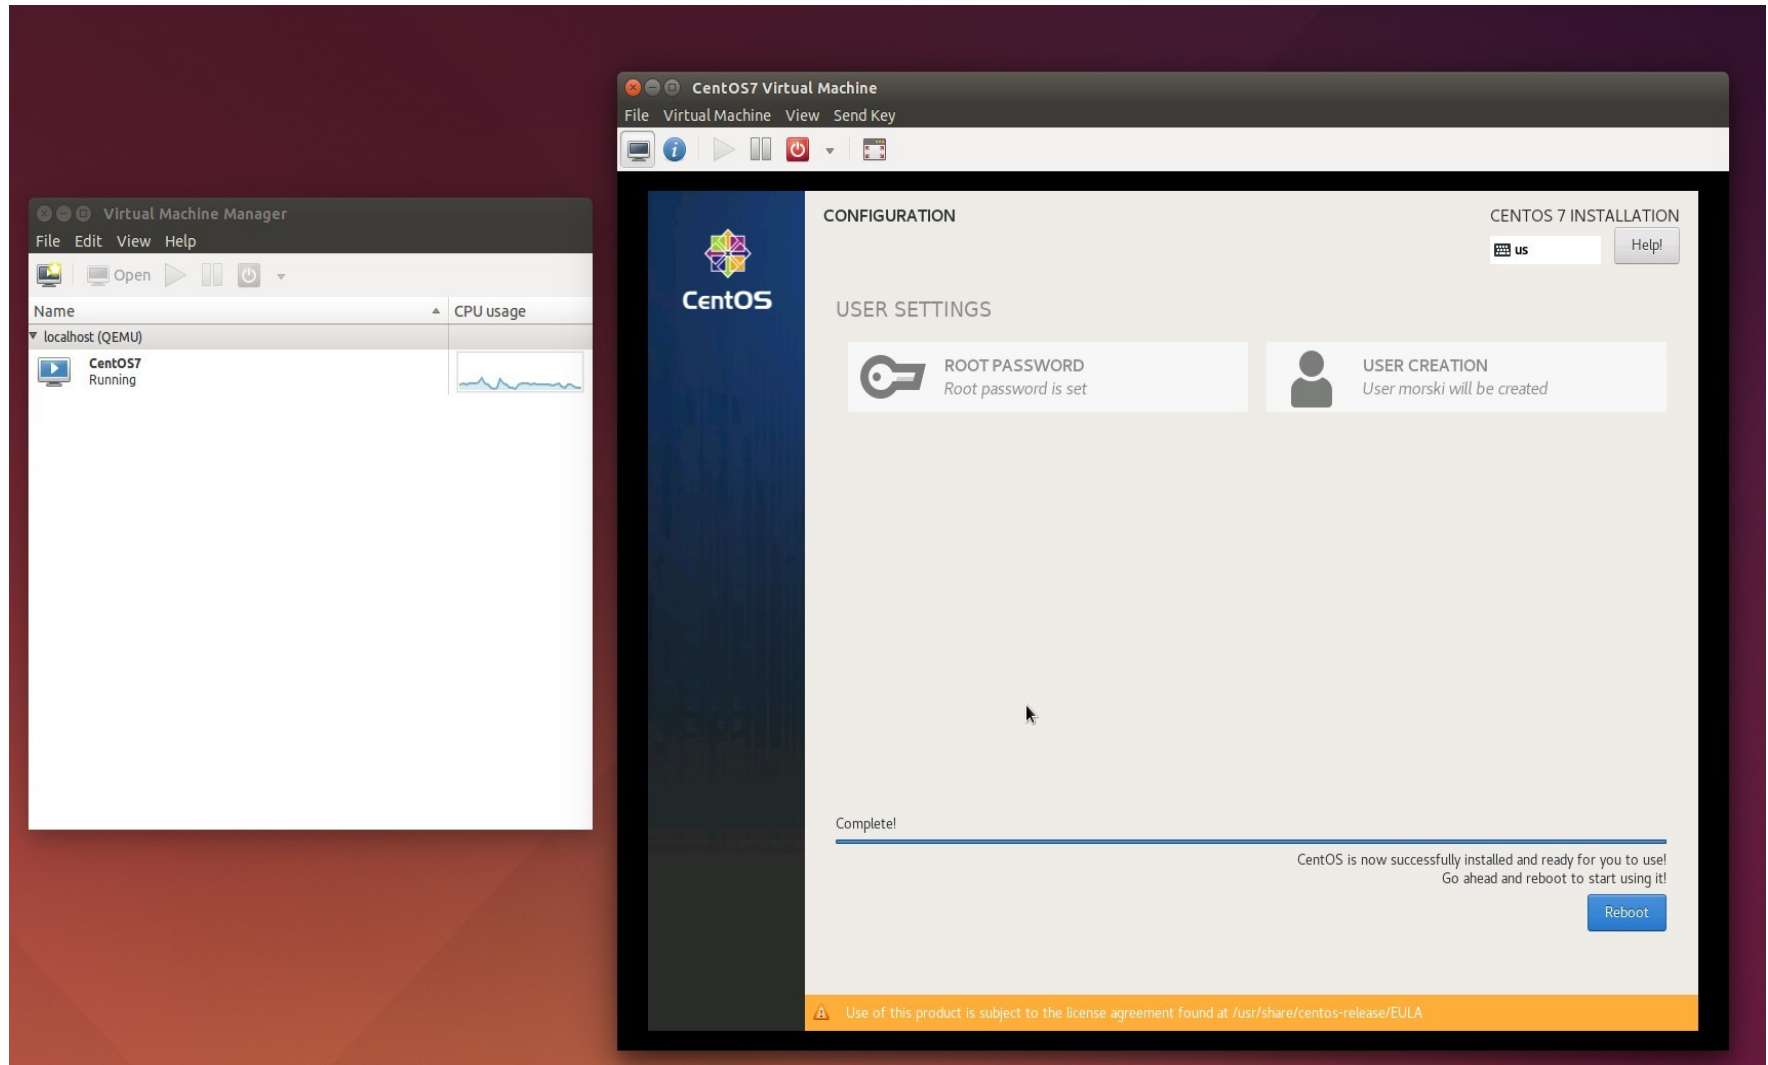 Virtual Machine Manager
File Edit View Help
Open
Name CPU usage
localhost (QEMU)
CentOS7
Running
CentOS7 Virtual Machine
File Virtual Machine View Send Key
CentOS
CONFIGURATION
CENTOS 7 INSTALLATION
us
Help!
USER SETTINGS
ROOT PASSWORD
Root password is set
USER CREATION
User morski will be created
Complete!
CentOS is now successfully installed and ready for you to use!
Go ahead and reboot to start using it!
Reboot
Use of this product is subject to the license agreement found at /usr/share/centos-release/EULA